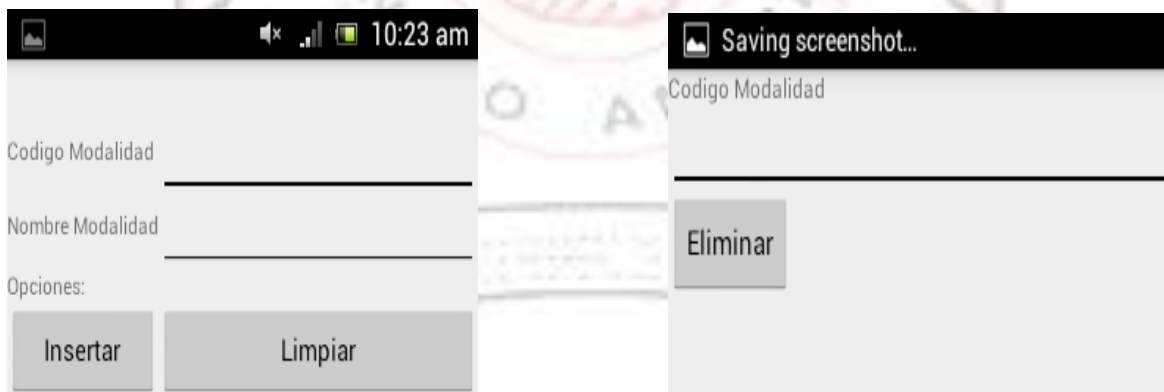 10:23 am
Codigo Modalidad
Nombre Modalidad
Opciones:
Insertar Limpiar
Saving screenshot...
Codigo Modalidad
Eliminar